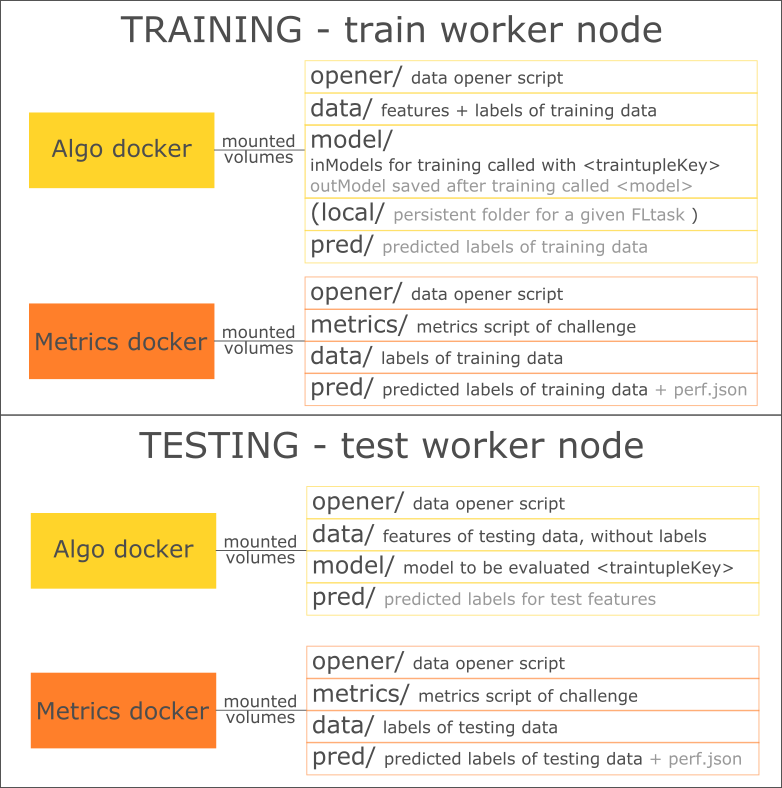 TRAINING - train worker node
Algo docker
mounted
volumes
opener/ data opener script
data/ features + labels of training data
model/
inModels for training called with <traintupleKey>
outModel saved after training called <model>
(local/ persistent folder for a given FLtask )
pred/ predicted labels of training data
Metrics docker
mounted
volumes
opener/ data opener script
metrics/ metrics script of challenge
data/ labels of training data
pred/ predicted labels of training data + perf.json
TESTING - test worker node
Algo docker
mounted
volumes
opener/ data opener script
data/ features of testing data, without labels
model/ model to be evaluated <traintupleKey>
pred/ predicted labels for test features
Metrics docker
mounted
volumes
opener/ data opener script
metrics/ metrics script of challenge
data/ labels of testing data
pred/ predicted labels of testing data + perf.json